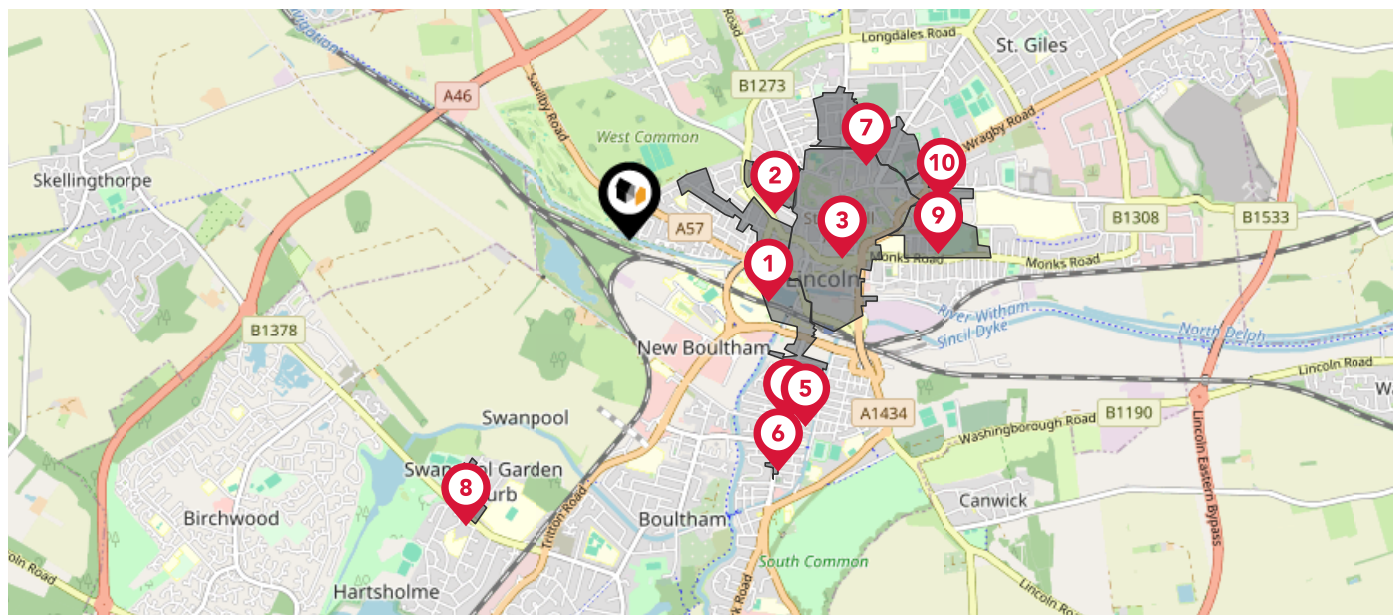 Longdales Road
St. Giles
B1273
A46
Saxilby Road
West Common
Wragby Road
Skellingthorpe
7
10
2
A57
3
9
B1308
B1533
1
Monks Road
Monks Road
Lincoln
River Witham
Sincil Dyke
North Delph
B1378
New Boultham
Lincoln Road
5
A1434
B1190
Washingborough Road
Swanpool
6
Lincoln Eastern Bypass
8
Canwick
Birchwood
Tritton Road
Boultham
South Common
Hartsholme
Lincoln Road